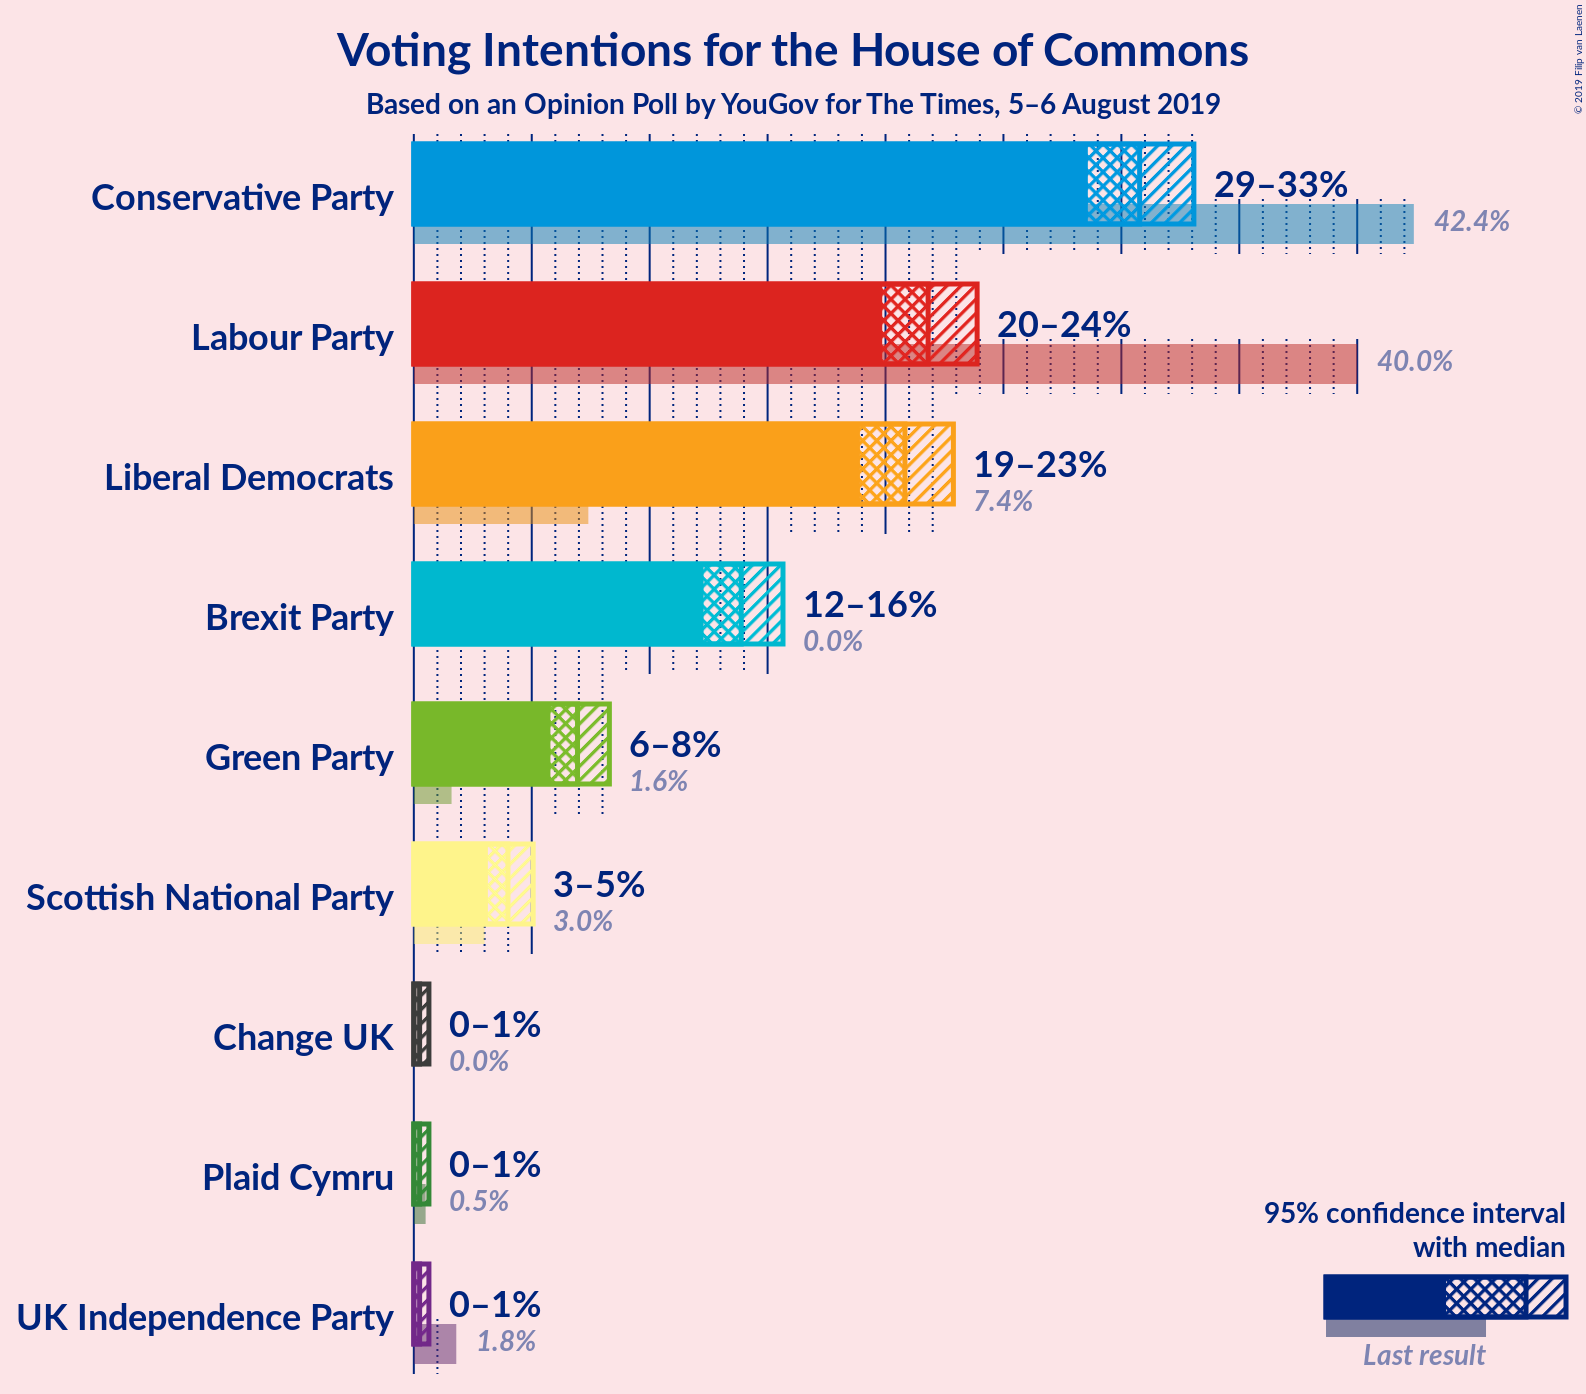 Voting Intentions for the House of Commons
Based on an Opinion Poll by YouGov for The Times, 5–6 August 2019
© 2019 Filip van Laenen
Conservative Party
29–33%
42.4%
Labour Party
20–24%
40.0%
Liberal Democrats
19–23%
7.4%
Brexit Party
12–16%
0.0%
Green Party
6–8%
1.6%
Scottish National Party
3–5%
3.0%
Change UK
0–1%
0.0%
Plaid Cymru
0–1%
0.5%
UK Independence Party
0–1%
1.8%
95% confidence interval
with median
Last result